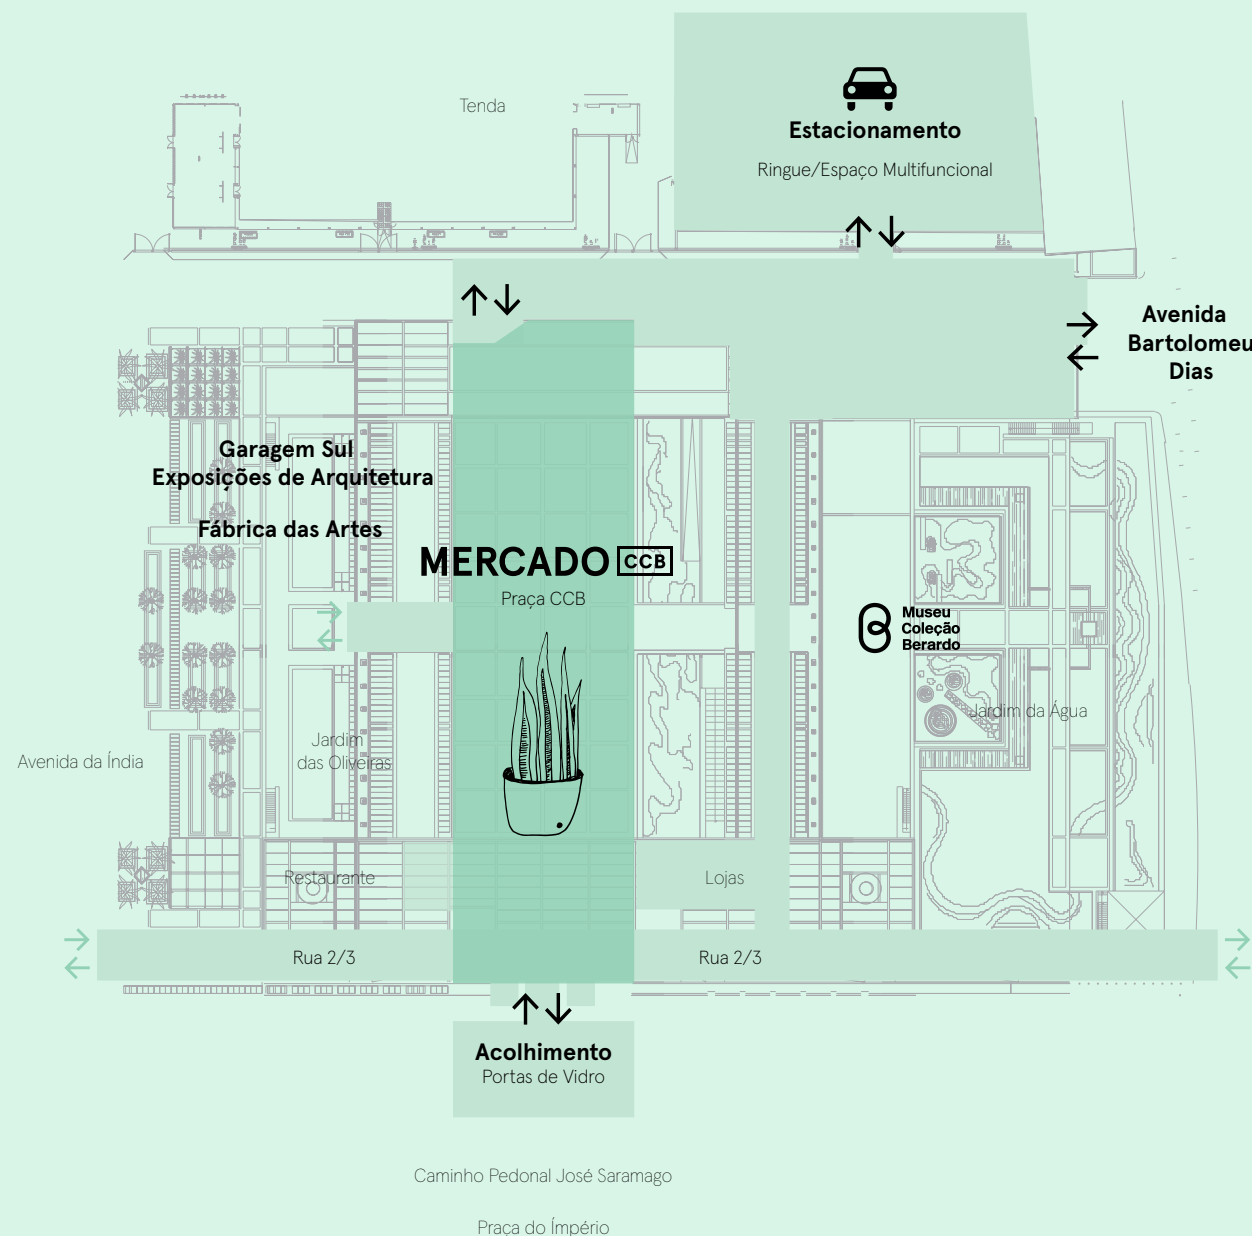 Tenda
Estacionamento
Ringue/Espaço Multifuncional
Avenida
Bartolomeu
Dias
Garagem Sul
Exposições de Arquitetura
Fábrica das Artes
MERCADO CCB
Praça CCB
Museu
Coleção
Berardo
Jardim da Água
Jardim
das Oliveiras
Avenida da Índia
Restaurante
Lojas
Rua 2/3
Rua 2/3
Acolhimento
Portas de Vidro
Caminho Pedonal José Saramago
Praça do Ímpério